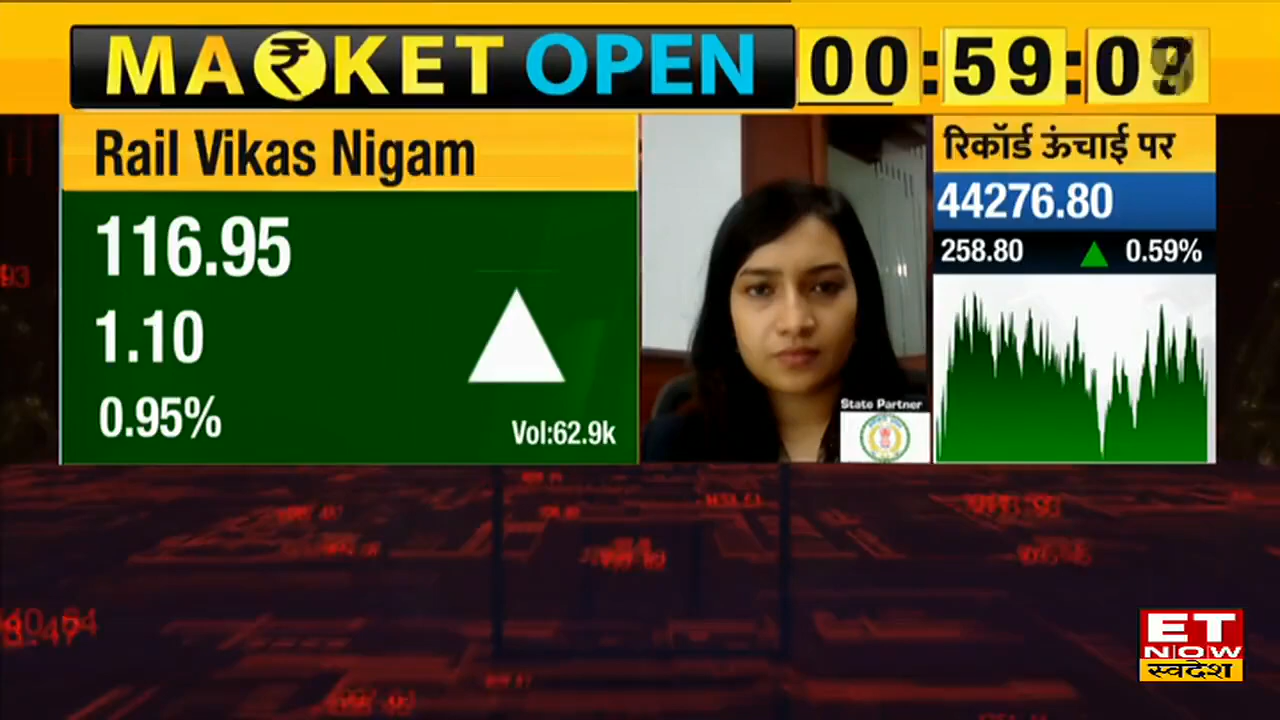 MA₹KET OPEN
00:59:0
Rail Vikas Nigam
116.95
1.10
0.95%
Vol:62.9k
State Partner
रिकॉर्ड ऊंचाई पर
44276.80
258.80 0.59%
ET
NOW
स्वदेश